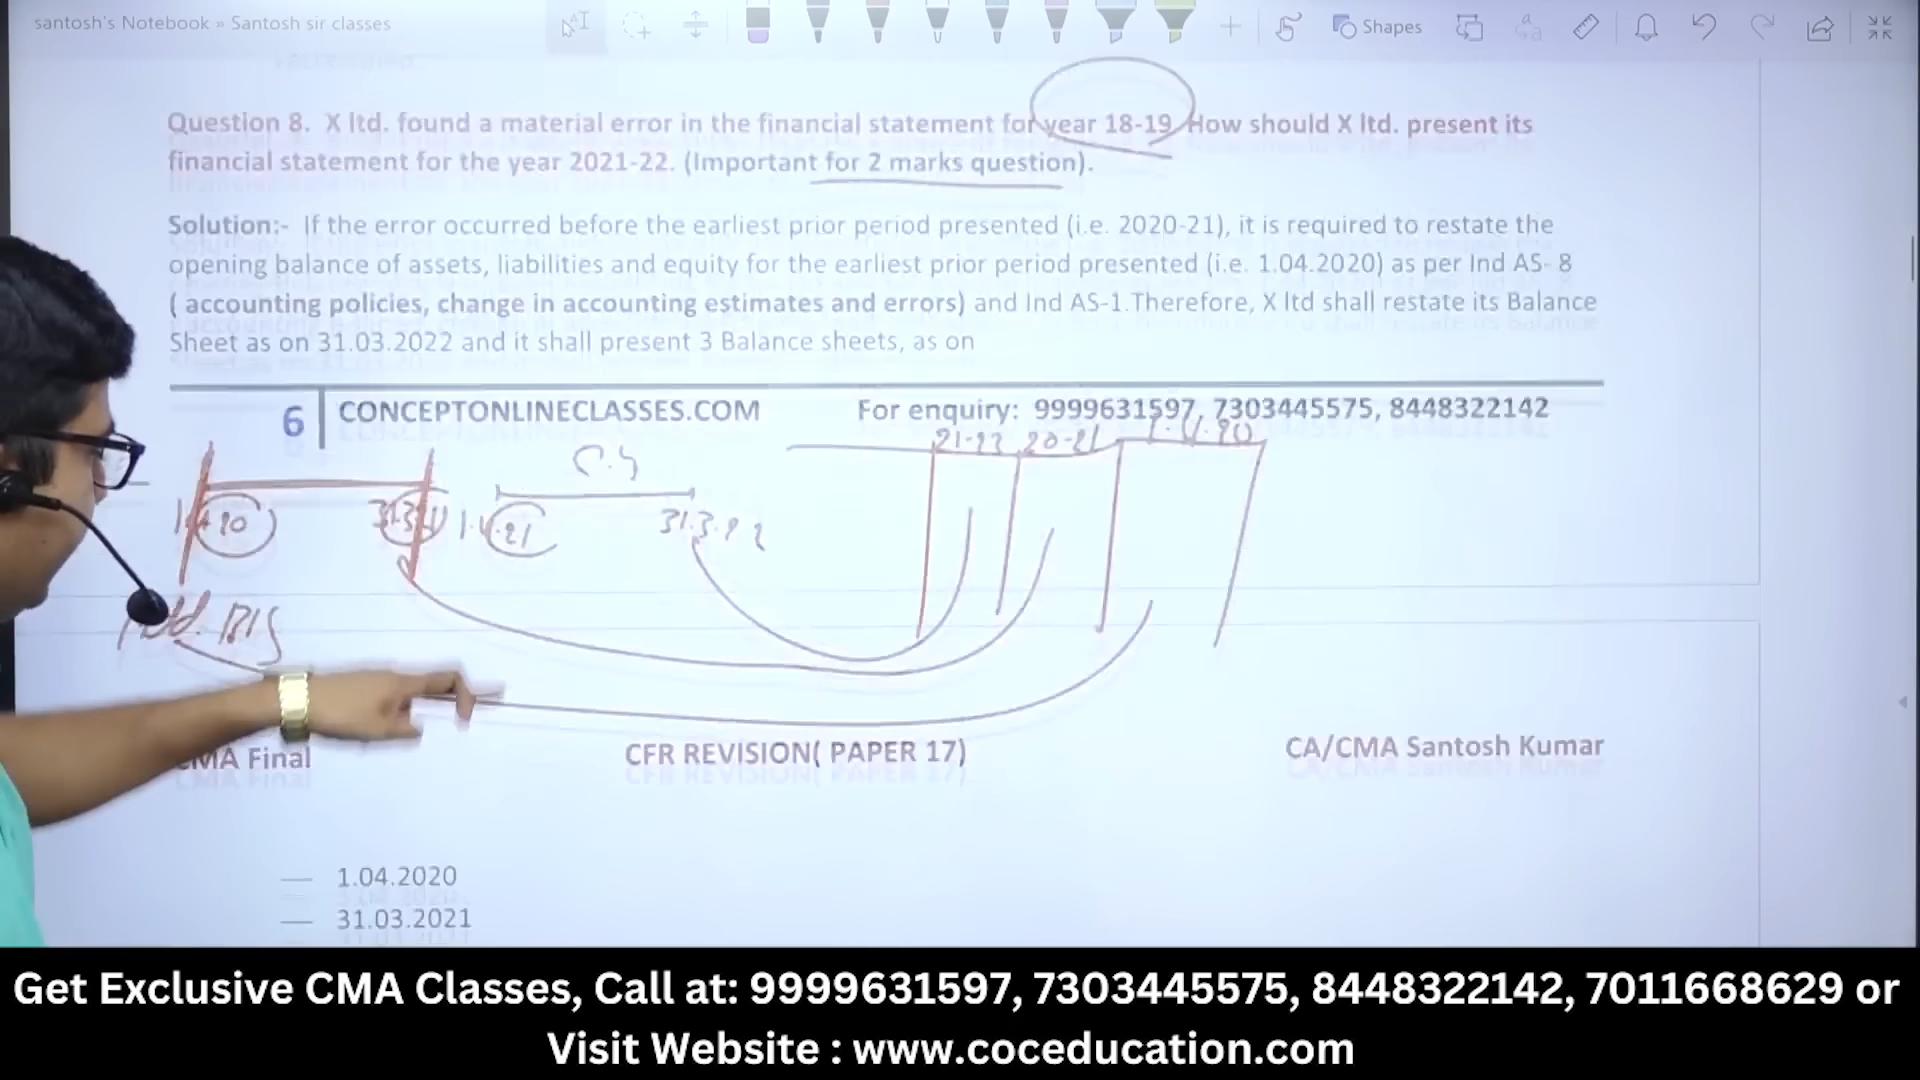 santosh's Notebook » Santosh sir classes
Shapes
Question 8. X ltd. found a material error in the financial statement for year 18-19 How should X ltd. present its
financial statement for the year 2021-22. (Important for 2 marks question).
Solution:- If the error occurred before the earliest prior period presented (i.e. 2020-21), it is required to restate the
opening balance of assets, liabilities and equity for the earliest prior period presented (i.e. 1.04.2020) as per Ind AS- 8
( accounting policies, change in accounting estimates and errors) and Ind AS-1.Therefore, X ltd shall restate its Balance
Sheet as on 31.03.2022 and it shall present 3 Balance sheets, as on
6 CONCEPTONLINECLASSES.COM For enquiry: 9999631597, 7303445575, 8448322142
21-22 20-21 1.4.20
C.Y
1.4.21 31.3.22
B/S
CMA Final CFR REVISION( PAPER 17) CA/CMA Santosh Kumar
— 1.04.2020
— 31.03.2021
Get Exclusive CMA Classes, Call at: 9999631597, 7303445575, 8448322142, 7011668629 or
Visit Website : www.coceducation.com